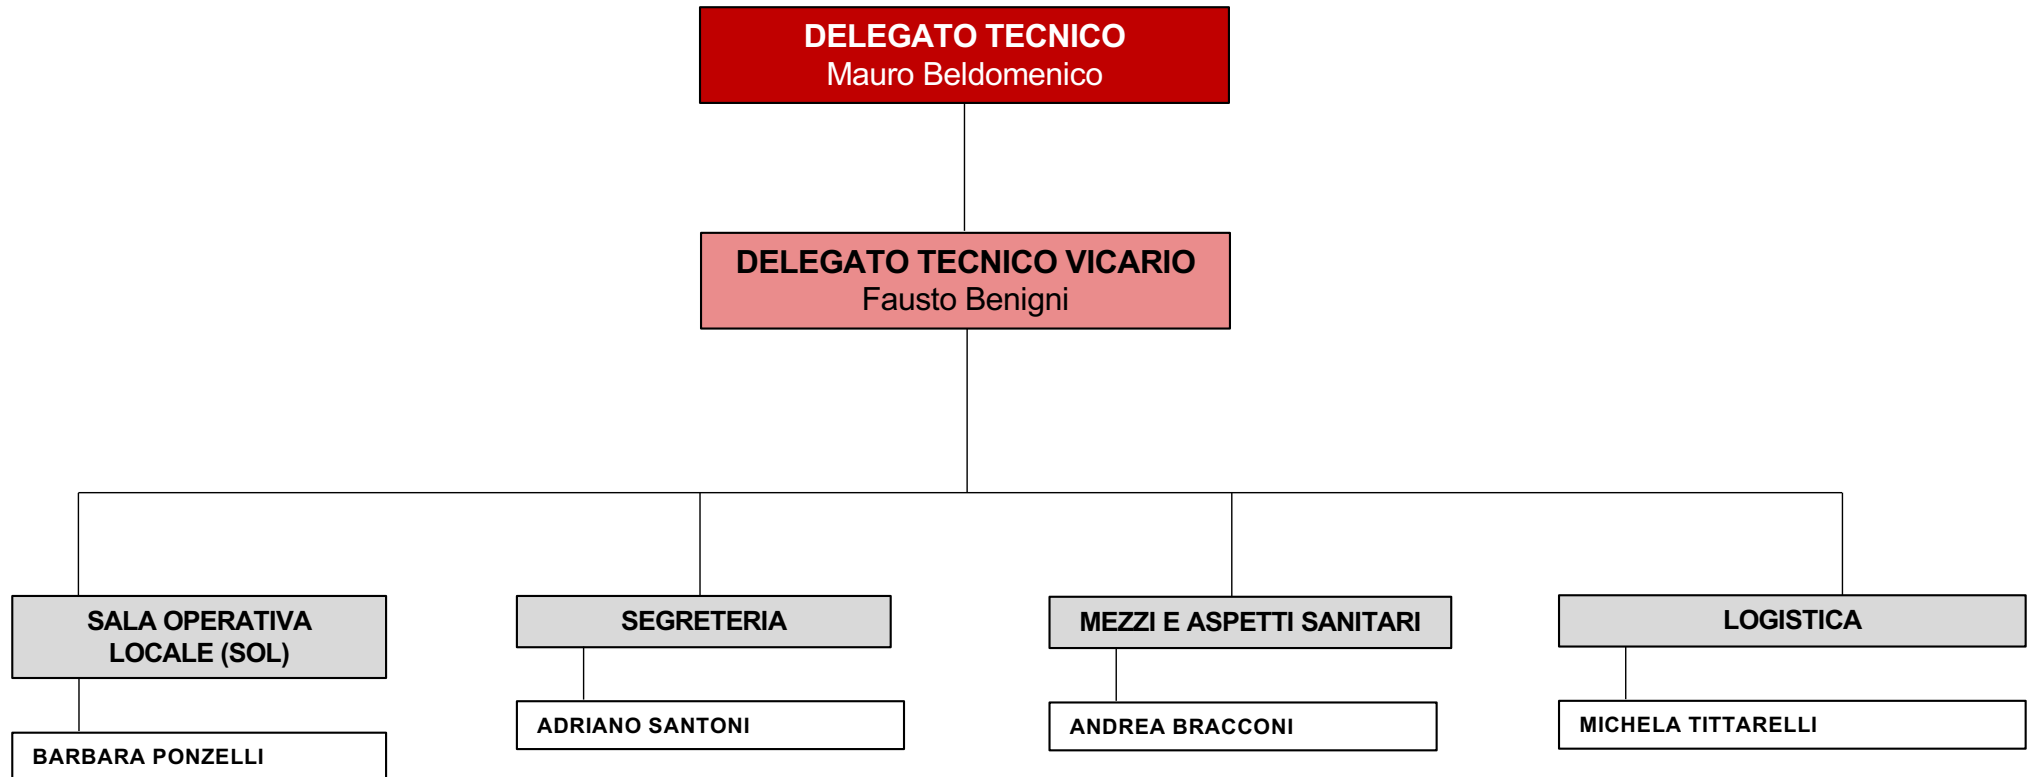 DELEGATO TECNICO
Mauro Beldomenico
DELEGATO TECNICO VICARIO
Fausto Benigni
SALA OPERATIVA
LOCALE (SOL)
BARBARA PONZELLI
SEGRETERIA
ADRIANO SANTONI
MEZZI E ASPETTI SANITARI
ANDREA BRACCONI
LOGISTICA
MICHELA TITTARELLI